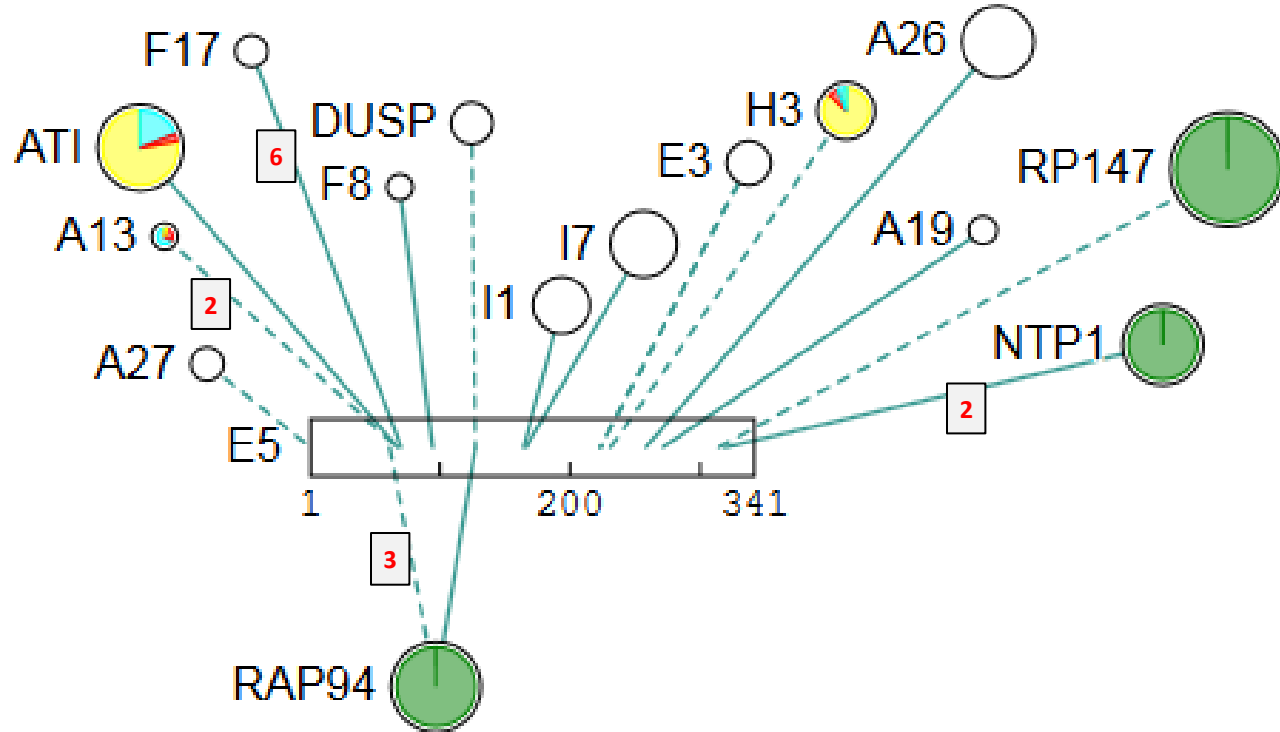 A26
F17
H3
DUSP
ATI
6
E3
RP147
F8
A13
A19
I7
2
I1
NTP1
A27
2
E5
1
200
341
3
RAP94